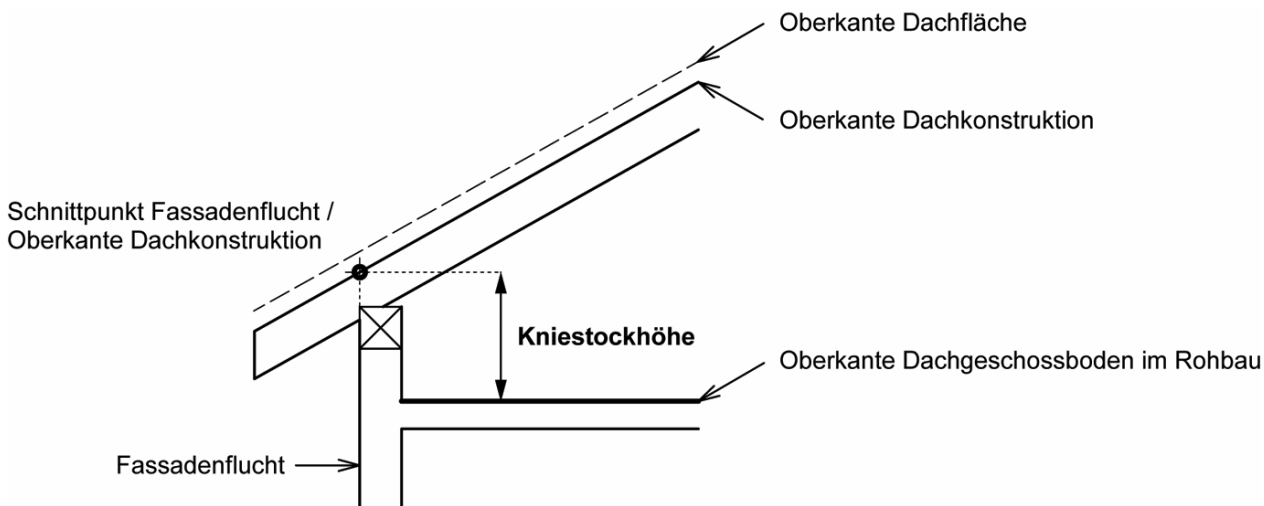 Oberkante Dachfläche
Oberkante Dachkonstruktion
Schnittpunkt Fassadenflucht /
Oberkante Dachkonstruktion
Kniestockhöhe
Oberkante Dachgeschossboden im Rohbau
Fassadenflucht